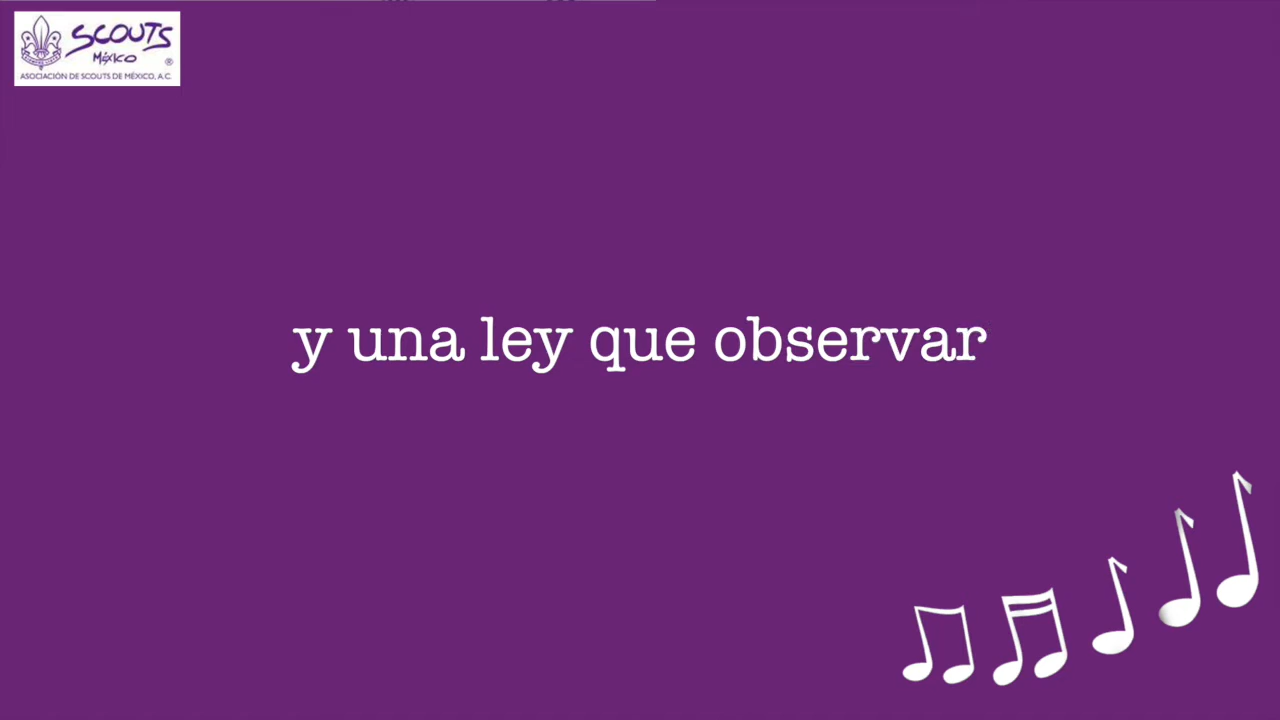 SCOUTS
México
®
ASOCIACIÓN DE SCOUTS DE MÉXICO, A.C.
y una ley que observar